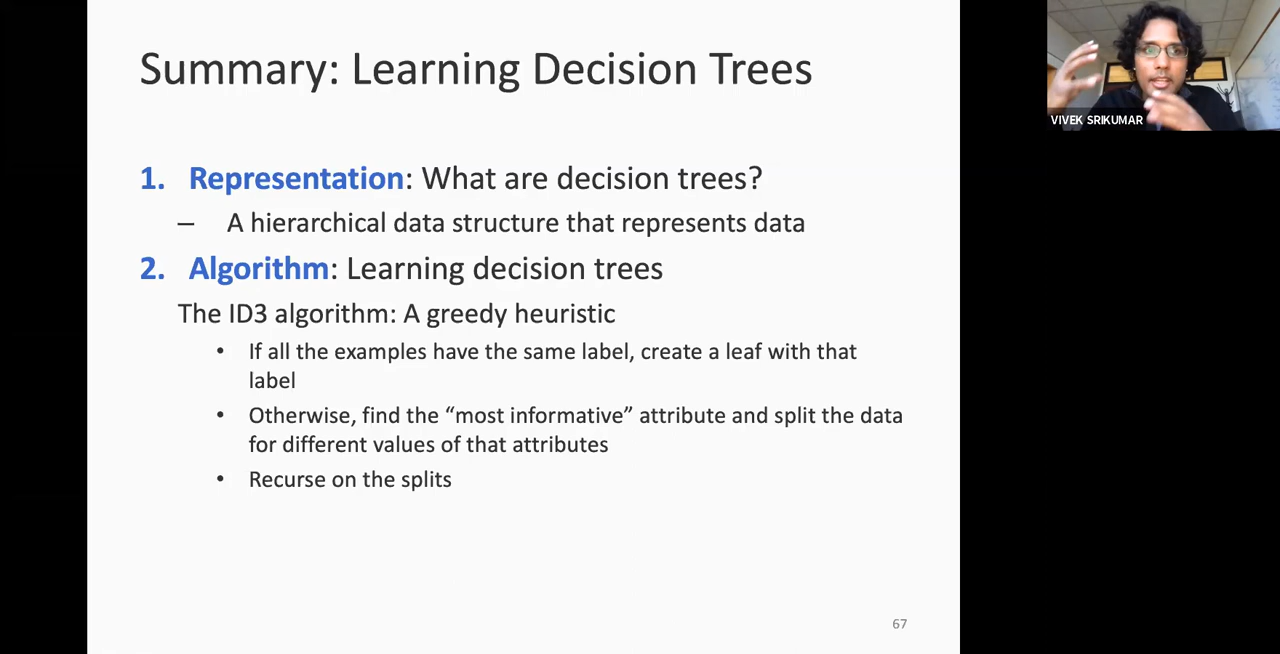 Summary: Learning Decision Trees
VIVEK SRIKUMAR
1. Representation: What are decision trees?
– A hierarchical data structure that represents data
2. Algorithm: Learning decision trees
The ID3 algorithm: A greedy heuristic
• If all the examples have the same label, create a leaf with that
label
• Otherwise, find the “most informative” attribute and split the data
for different values of that attributes
• Recurse on the splits
67